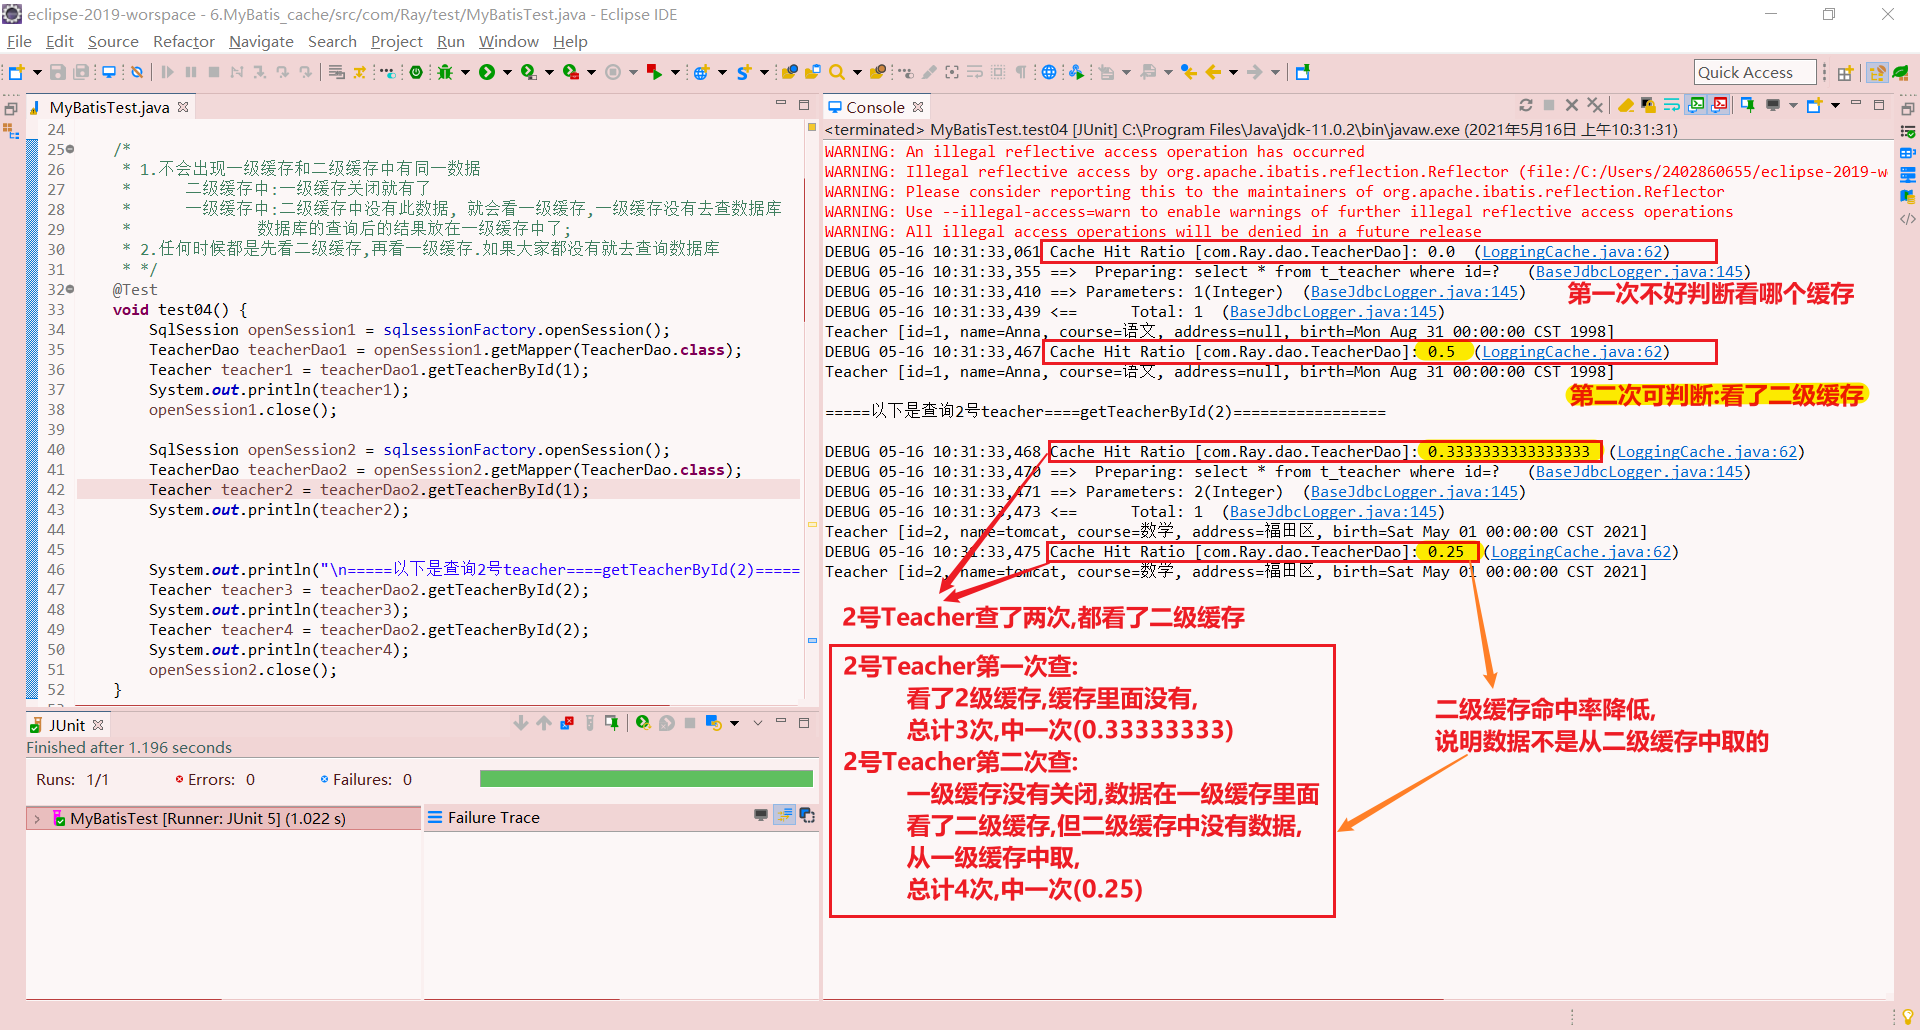 eclipse-2019-worspace - 6.MyBatis_cache/src/com/Ray/test/MyBatisTest.java - Eclipse IDE
File Edit Source Refactor Navigate Search Project Run Window Help
Quick Access
MyBatisTest.java
24
25 /*
26 * 1.不会出现一级缓存和二级缓存中有同一数据
27 * 二级缓存中:一级缓存关闭就有了
28 * 一级缓存中:二级缓存中没有此数据, 就会看一级缓存,一级缓存没有去查数据库
29 * 数据库的查询后的结果放在一级缓存中了;
30 * 2.任何时候都是先看二级缓存,再看一级缓存.如果大家都没有就去查询数据库
31 * */
32 @Test
33 void test04() {
34 SqlSession openSession1 = sqlsessionFactory.openSession();
35 TeacherDao teacherDao1 = openSession1.getMapper(TeacherDao.class);
36 Teacher teacher1 = teacherDao1.getTeacherById(1);
37 System.out.println(teacher1);
38 openSession1.close();
39
40 SqlSession openSession2 = sqlsessionFactory.openSession();
41 TeacherDao teacherDao2 = openSession2.getMapper(TeacherDao.class);
42 Teacher teacher2 = teacherDao2.getTeacherById(1);
43 System.out.println(teacher2);
44
45
46 System.out.println("\n=====以下是查询2号teacher====getTeacherById(2)=====
47 Teacher teacher3 = teacherDao2.getTeacherById(2);
48 System.out.println(teacher3);
49 Teacher teacher4 = teacherDao2.getTeacherById(2);
50 System.out.println(teacher4);
51 openSession2.close();
52 }
JUnit
Finished after 1.196 seconds
Runs: 1/1 Errors: 0 Failures: 0
MyBatisTest [Runner: JUnit 5] (1.022 s)
Failure Trace
Console
<terminated> MyBatisTest.test04 [JUnit] C:\Program Files\Java\jdk-11.0.2\bin\javaw.exe (2021年5月16日 上午10:31:31)
WARNING: An illegal reflective access operation has occurred
WARNING: Illegal reflective access by org.apache.ibatis.reflection.Reflector (file:/C:/Users/2402860655/eclipse-2019-w
WARNING: Please consider reporting this to the maintainers of org.apache.ibatis.reflection.Reflector
WARNING: Use --illegal-access=warn to enable warnings of further illegal reflective access operations
WARNING: All illegal access operations will be denied in a future release
DEBUG 05-16 10:31:33,061 Cache Hit Ratio [com.Ray.dao.TeacherDao]: 0.0 (LoggingCache.java:62)
DEBUG 05-16 10:31:33,355 ==> Preparing: select * from t_teacher where id=? (BaseJdbcLogger.java:145)
DEBUG 05-16 10:31:33,410 ==> Parameters: 1(Integer) (BaseJdbcLogger.java:145)
第一次不好判断看哪个缓存
DEBUG 05-16 10:31:33,439 <== Total: 1 (BaseJdbcLogger.java:145)
Teacher [id=1, name=Anna, course=语文, address=null, birth=Mon Aug 31 00:00:00 CST 1998]
DEBUG 05-16 10:31:33,467 Cache Hit Ratio [com.Ray.dao.TeacherDao]: 0.5 (LoggingCache.java:62)
Teacher [id=1, name=Anna, course=语文, address=null, birth=Mon Aug 31 00:00:00 CST 1998]
第二次可判断:看了二级缓存
=====以下是查询2号teacher====getTeacherById(2)=================
DEBUG 05-16 10:31:33,468 Cache Hit Ratio [com.Ray.dao.TeacherDao]: 0.3333333333333333 (LoggingCache.java:62)
DEBUG 05-16 10:31:33,470 ==> Preparing: select * from t_teacher where id=? (BaseJdbcLogger.java:145)
DEBUG 05-16 10:31:33,471 ==> Parameters: 2(Integer) (BaseJdbcLogger.java:145)
DEBUG 05-16 10:31:33,473 <== Total: 1 (BaseJdbcLogger.java:145)
Teacher [id=2, name=tomcat, course=数学, address=福田区, birth=Sat May 01 00:00:00 CST 2021]
DEBUG 05-16 10:31:33,475 Cache Hit Ratio [com.Ray.dao.TeacherDao]: 0.25 (LoggingCache.java:62)
Teacher [id=2, name=tomcat, course=数学, address=福田区, birth=Sat May 01 00:00:00 CST 2021]
2号Teacher查了两次,都看了二级缓存
2号Teacher第一次查:
看了2级缓存,缓存里面没有,
总计3次,中一次(0.33333333)
2号Teacher第二次查:
一级缓存没有关闭,数据在一级缓存里面
看了二级缓存,但二级缓存中没有数据,
从一级缓存中取,
总计4次,中一次(0.25)
二级缓存命中率降低,
说明数据不是从二级缓存中取的